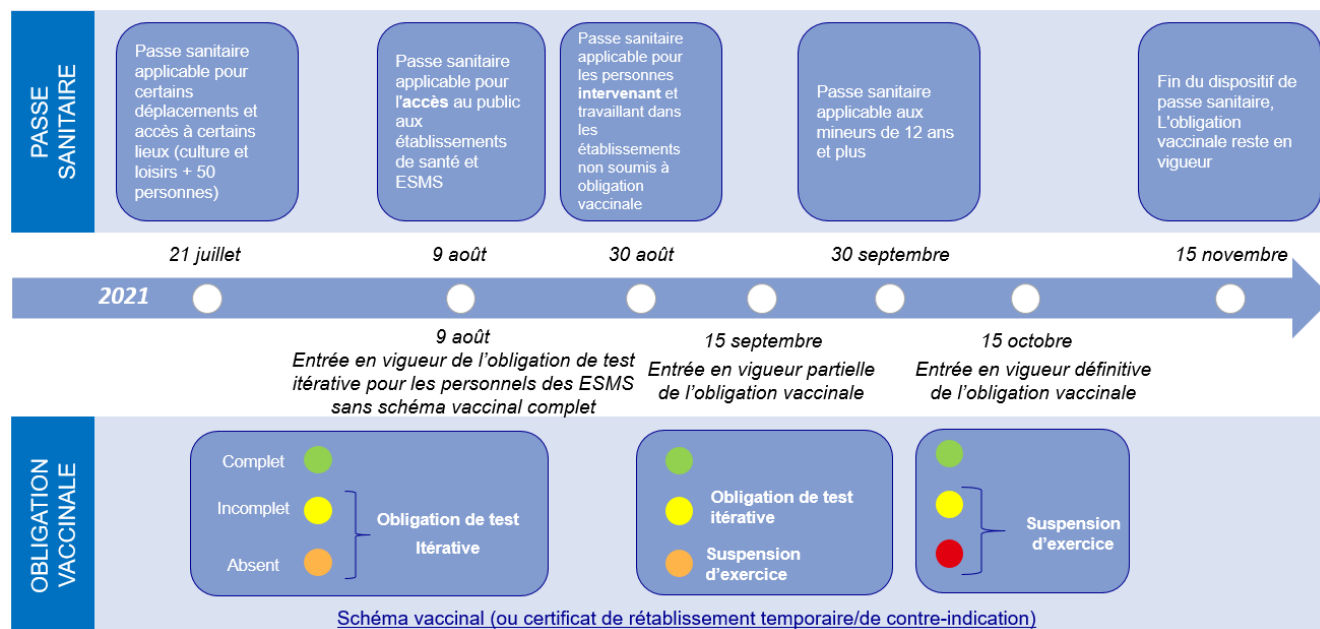 PASSE
SANITAIRE
Passe sanitaire
applicable pour
certains
déplacements et
accès à certains
lieux (culture et
loisirs + 50
personnes)
Passe sanitaire
applicable pour
l'accès au public
aux
établissements
de santé et
ESMS
Passe sanitaire
applicable pour
les personnes
intervenant et
travaillant dans
les
établissements
non soumis à
obligation
vaccinale
Passe sanitaire
applicable aux
mineurs de 12 ans
et plus
Fin du dispositif de
passe sanitaire,
L'obligation
vaccinale reste en
vigueur
21 juillet
9 août
30 août
30 septembre
15 novembre
2021
9 août
Entrée en vigueur de l'obligation de test
itérative pour les personnels des ESMS
sans schéma vaccinal complet
15 septembre
Entrée en vigueur partielle
de l'obligation vaccinale
15 octobre
Entrée en vigueur définitive
de l'obligation vaccinale
OBLIGATION
VACCINALE
Complet
Incomplet
Absent
Obligation de test
Itérative
Obligation de test
itérative
Suspension
d'exercice
Suspension
d'exercice
Schéma vaccinal (ou certificat de rétablissement temporaire/de contre-indication)